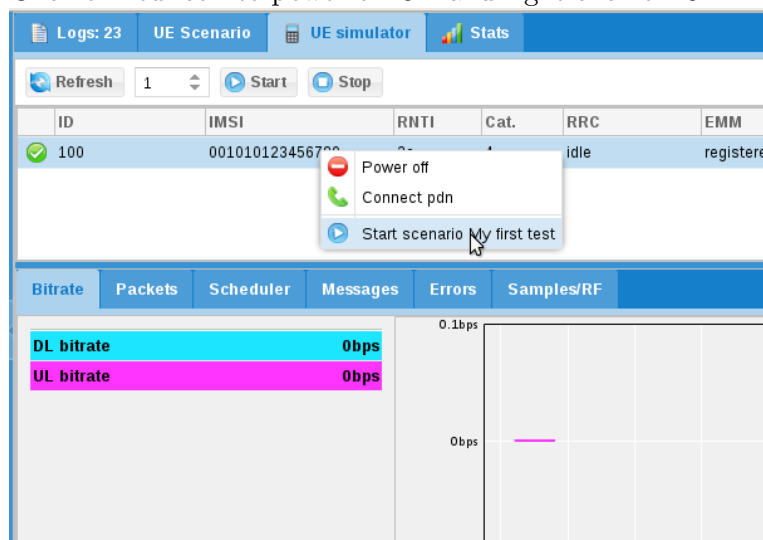 Logs: 23 UE Scenario UE simulator Stats
Refresh 1 Start Stop
ID IMSI RNTI Cat. RRC EMM
100 idle
Power off
Connect pdn
Start scenario My first test
Bitrate Packets Scheduler Messages Errors Samples/RF
0.1bps
DL bitrate 0bps
UL bitrate 0bps
0bps